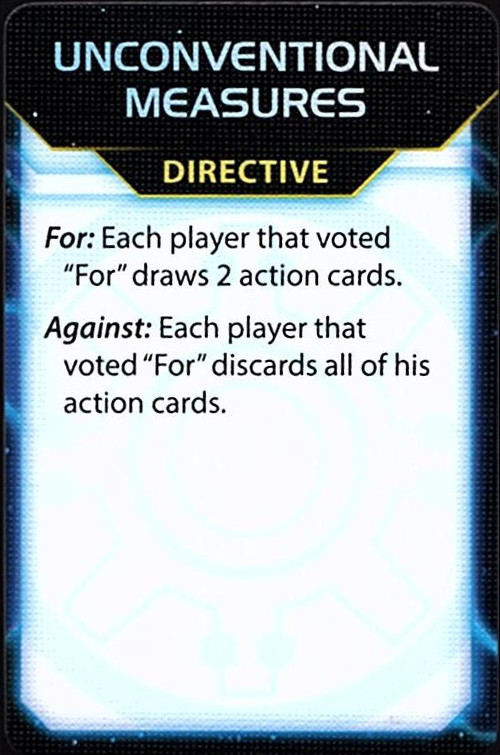 UNCONVENTIONAL
MEASURES
DIRECTIVE
For: Each player that voted
“For” draws 2 action cards.
Against: Each player that
voted “For” discards all of his
action cards.